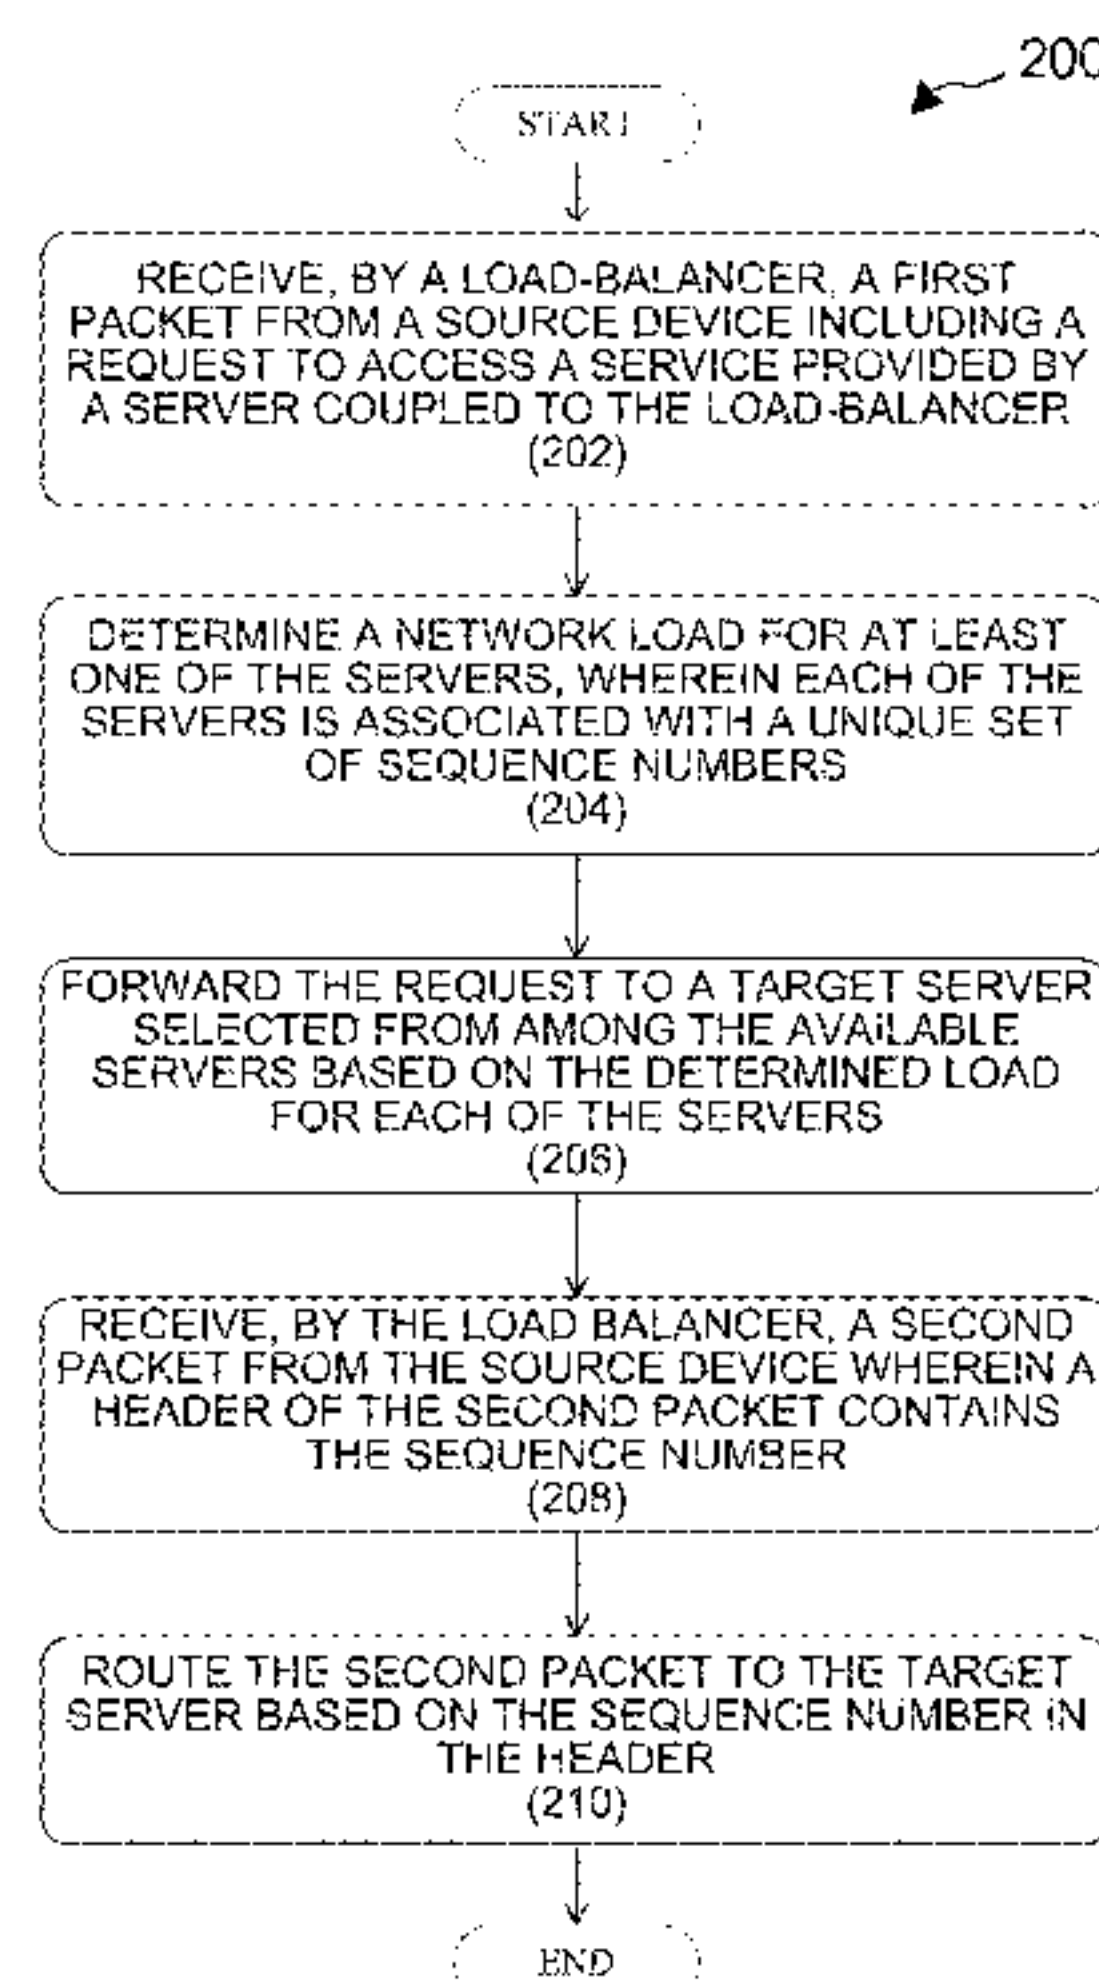 200
START
RECEIVE, BY A LOAD-BALANCER, A FIRST
PACKET FROM A SOURCE DEVICE INCLUDING A
REQUEST TO ACCESS A SERVICE PROVIDED BY
A SERVER COUPLED TO THE LOAD-BALANCER
(202)
DETERMINE A NETWORK LOAD FOR AT LEAST
ONE OF THE SERVERS, WHEREIN EACH OF THE
SERVERS IS ASSOCIATED WITH A UNIQUE SET
OF SEQUENCE NUMBERS
(204)
FORWARD THE REQUEST TO A TARGET SERVER
SELECTED FROM AMONG THE AVAILABLE
SERVERS BASED ON THE DETERMINED LOAD
FOR EACH OF THE SERVERS
(206)
RECEIVE, BY THE LOAD BALANCER, A SECOND
PACKET FROM THE SOURCE DEVICE WHEREIN A
HEADER OF THE SECOND PACKET CONTAINS
THE SEQUENCE NUMBER
(208)
ROUTE THE SECOND PACKET TO THE TARGET
SERVER BASED ON THE SEQUENCE NUMBER IN
THE HEADER
(210)
END